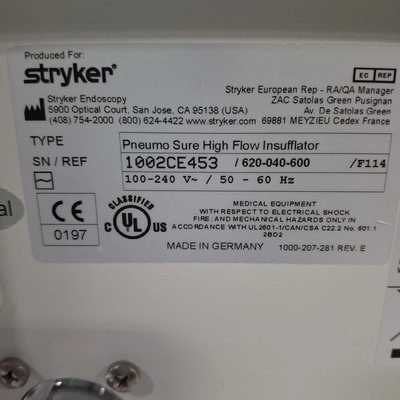 Produced For:
stryker®
EC REP
Stryker Endoscopy
5900 Optical Court, San Jose, CA 95138 (USA)
(408) 754-2000 (800) 624-4422 www.stryker.com
Stryker European Rep - RA/QA Manager
ZAC Satolas Green Pusignan
Av. De Satolas Green
69881 MEYZIEU Cedex France
TYPE Pneumo Sure High Flow Insufflator
SN / REF 1002CE453 / 620-040-600 /F114
100-240 V~ / 50 - 60 Hz
al
CE
0197
CLASSIFIED
C UL US
®
MEDICAL EQUIPMENT
WITH RESPECT TO ELECTRICAL SHOCK
FIRE; AND MECHANICAL HAZARDS ONLY IN
ACCORDANCE WITH UL2601-1/CAN/CSA C22.2 No. 601.1
2BD2
MADE IN GERMANY 1000-207-281 REV. E